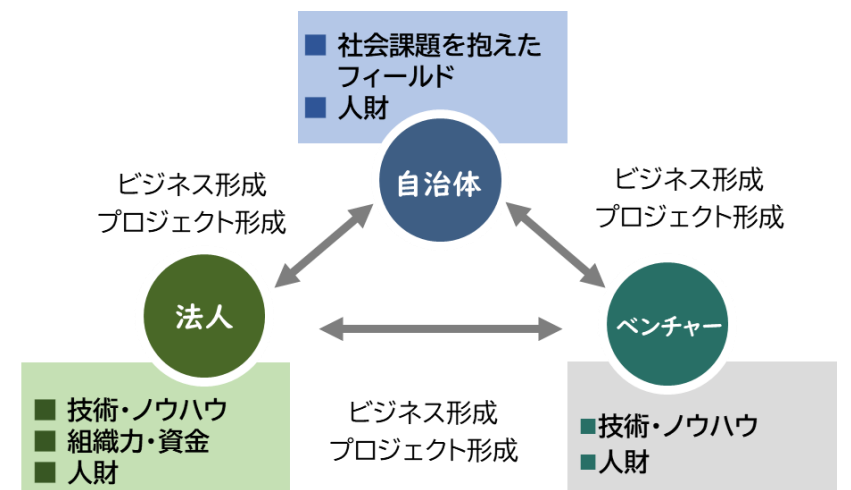 ■ 社会課題を抱えた
フィールド
■ 人財
自治体
ビジネス形成
プロジェクト形成
ビジネス形成
プロジェクト形成
法人
ベンチャー
■ 技術・ノウハウ
■ 組織力・資金
■ 人財
ビジネス形成
プロジェクト形成
■技術・ノウハウ
■人財